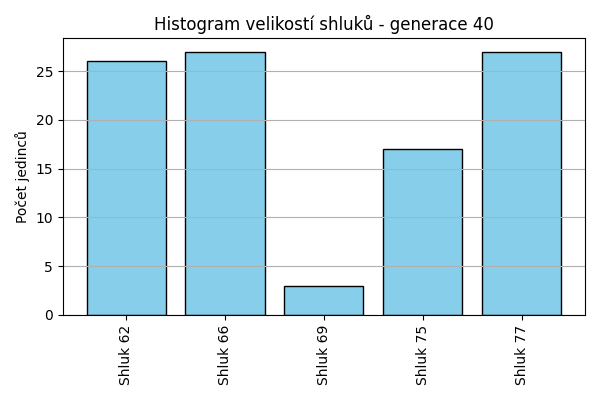 Histogram velikostí shluků - generace 40
Počet jedinců
25
20
15
10
5
0
Shluk 62
Shluk 66
Shluk 69
Shluk 75
Shluk 77